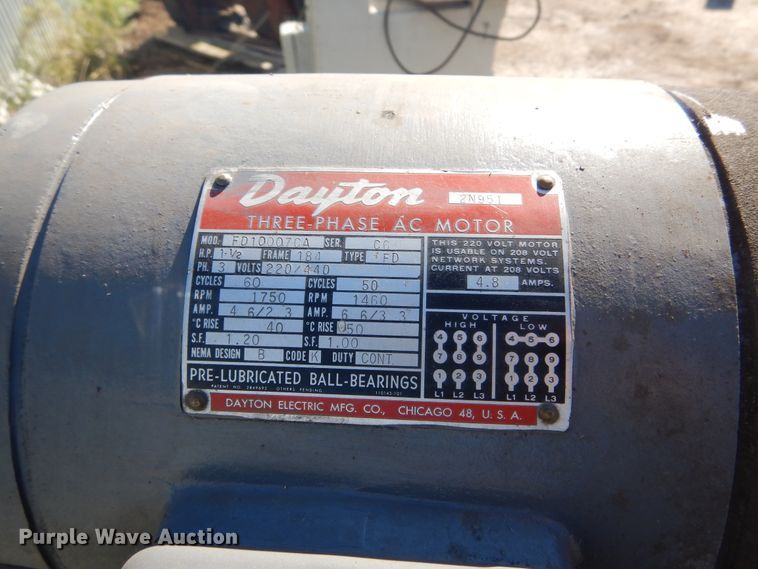 Dayton 2N951
THREE-PHASE AC MOTOR
MOD. FD10007CA SER. C6
H.P. 1-½ FRAME 184 TYPE FD
PH. 3 VOLTS 220/440
CYCLES 60 CYCLES 50
RPM 1750 RPM 1460
AMP. 4.6/2.3 AMP. 6.6/3.3
°C RISE 40 °C RISE 50
S.F. 1.20 S.F. 1.00
NEMA DESIGN B CODE K DUTY CONT
PRE-LUBRICATED BALL-BEARINGS
PATENT NO. OTHERS PENDING
THIS 220 VOLT MOTOR
IS USABLE ON 208 VOLT
NETWORK SYSTEMS.
CURRENT AT 208 VOLTS
4.8 AMPS.
VOLTAGE
HIGH LOW
4 5 6 4 5 6
7 8 9 7 8 9
1 2 3 1 2 3
L1 L2 L3 L1 L2 L3
DAYTON ELECTRIC MFG. CO., CHICAGO 48, U. S. A.
Purple Wave Auction